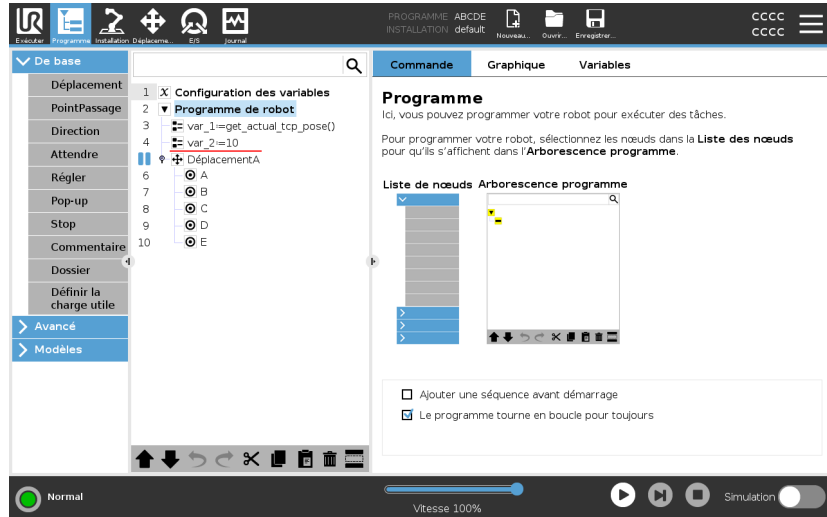 UR
PROGRAMME ABCDE
INSTALLATION default
cccc
cccc
Exécuter
Programme
Installation
Déplaceme...
E/S
Journal
Nouveau...
Ouvrir...
Enregistrer...
De base
Déplacement
PointPassage
Direction
Attendre
Régler
Pop-up
Stop
Commentaire
Dossier
Définir la
charge utile
Avancé
Modèles
1 X Configuration des variables
2 Programme de robot
3 var_1:=get_actual_tcp_pose()
4 var_2:=10
DéplacementA
6 A
7 B
8 C
9 D
10 E
Commande Graphique Variables
Programme
Ici, vous pouvez programmer votre robot pour exécuter des tâches.
Pour programmer votre robot, sélectionnez les nœuds dans la Liste des nœuds
pour qu'ils s'affichent dans l'Arborescence programme.
Liste de nœuds Arborescence programme
Ajouter une séquence avant démarrage
Le programme tourne en boucle pour toujours
Normal
Vitesse 100%
Simulation